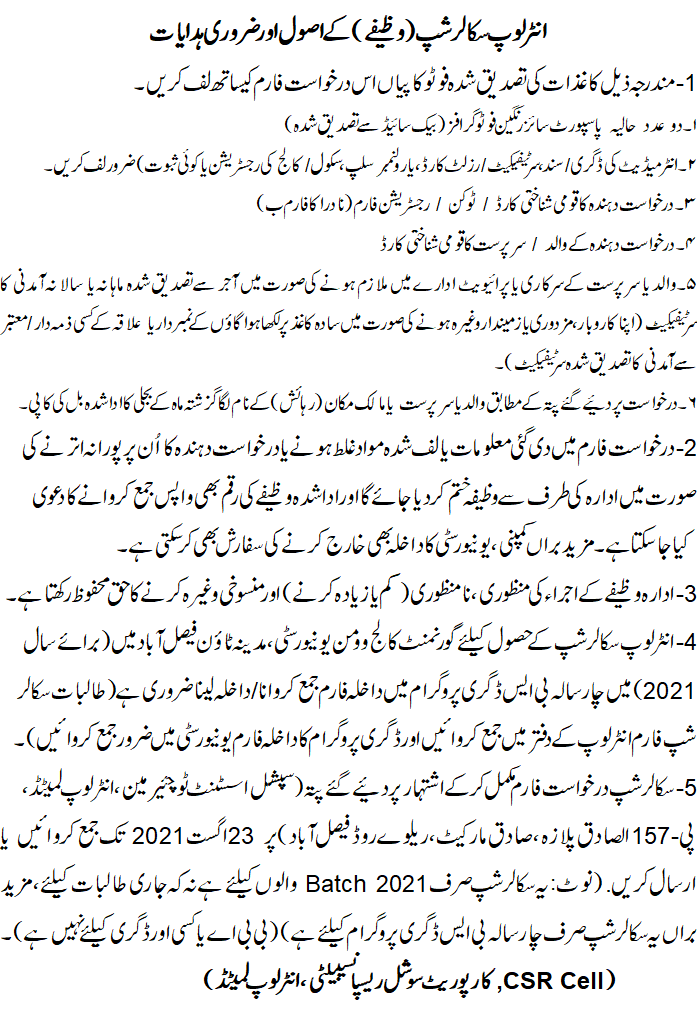 انٹرلوپ سکالرشپ (وظیفے) کے اصول اور ضروری ہدایات
1- مندرجہ ذیل کاغذات کی تصدیق شدہ فوٹو کاپیاں اس درخواست فارم کیساتھ لف کریں۔
۱۔ دو عدد حالیہ پاسپورٹ سائز رنگین فوٹو گرافز (بیک سائیڈ سے تصدیق شدہ)
۲۔ انٹرمیڈیٹ کی ڈگری/سند، سرٹیفیکیٹ/رزلٹ کارڈ، یا رولنمبر سلپ، سکول/کالج کی رجسٹریشن یا کوئی ثبوت) ضرور لف کریں۔
۳۔ درخواست دہندہ کا قومی شناختی کارڈ / ٹوکن / رجسٹریشن فارم (نادرا کا فارم ب)
۴۔ درخواست دہندہ کے والد / سرپرست کا قومی شناختی کارڈ
۵۔ والد یا سرپرست کے سرکاری یا پرائیویٹ ادارے میں ملازم ہونے کی صورت میں آجر سے تصدیق شدہ ماہانہ یا سالانہ آمدنی کا
سرٹیفیکیٹ (اپنا کاروبار، مزدوری یا زمیندار وغیرہ ہونے کی صورت میں سادہ کاغذ پر لکھا ہوا گاؤں کے نمبردار یا علاقہ کے کسی ذمہ دار/معتبر
سے آمدنی کا تصدیق شدہ سرٹیفیکیٹ)۔
۶۔ درخواست پر دئیے گئے پتہ کے مطابق والد یا سرپرست یا مالک مکان (رہائش) کے نام لگا گزشتہ ماہ کے بجلی کا ادا شدہ بل کی کاپی۔
2- درخواست فارم میں دی گئی معلومات یا لف شدہ مواد غلط ہونے یا درخواست دہندہ کا اُن پر پورا نہ اترنے کی
صورت میں ادارہ کی طرف سے وظیفہ ختم کر دیا جائے گا اور ادا شدہ وظیفے کی رقم بھی واپس جمع کروانے کا دعویٰ
کیا جا سکتا ہے۔ مزید براں کمپنی، یونیورسٹی کا داخلہ بھی خارج کرنے کی سفارش بھی کر سکتی ہے۔
3- ادارہ وظیفے کے اجراء کی منظوری، نامنظوری (کم یا زیادہ کرنے) اور منسوخی وغیرہ کرنے کا حق محفوظ رکھتا ہے۔
4- انٹرلوپ سکالرشپ کے حصول کیلئے گورنمنٹ کالج وومن یونیورسٹی، مدینہ ٹاؤن فیصل آباد میں (برائے سال
2021) میں چار سالہ بی ایس ڈگری پروگرام میں داخلہ فارم جمع کروانا/داخلہ لینا ضروری ہے (طالبات سکالر
شپ فارم انٹرلوپ کے دفتر میں جمع کروائیں اور ڈگری پروگرام کا داخلہ فارم یونیورسٹی میں ضرور جمع کروائیں)۔
5- سکالرشپ درخواست فارم مکمل کر کے اشتہار پر دئیے گئے پتہ (سپشل اسسٹنٹ ٹو چئیرمین، انٹرلوپ لمیٹڈ،
پی-157 الصادق پلازہ، صادق مارکیٹ، ریلوے روڈ فیصل آباد) پر 23 اگست 2021 تک جمع کروائیں یا
ارسال کریں. (نوٹ: یہ سکالرشپ صرف Batch 2021 والوں کیلئے ہے نہ کہ جاری طالبات کیلئے، مزید
براں یہ سکالرشپ صرف چار سالہ بی ایس ڈگری پروگرام کیلئے ہے) (بی بی اے یا کسی اور ڈگری کیلئے نہیں ہے)۔
(CSR Cell, کارپوریٹ سوشل ریسپانسیبلٹی، انٹرلوپ لمیٹڈ)